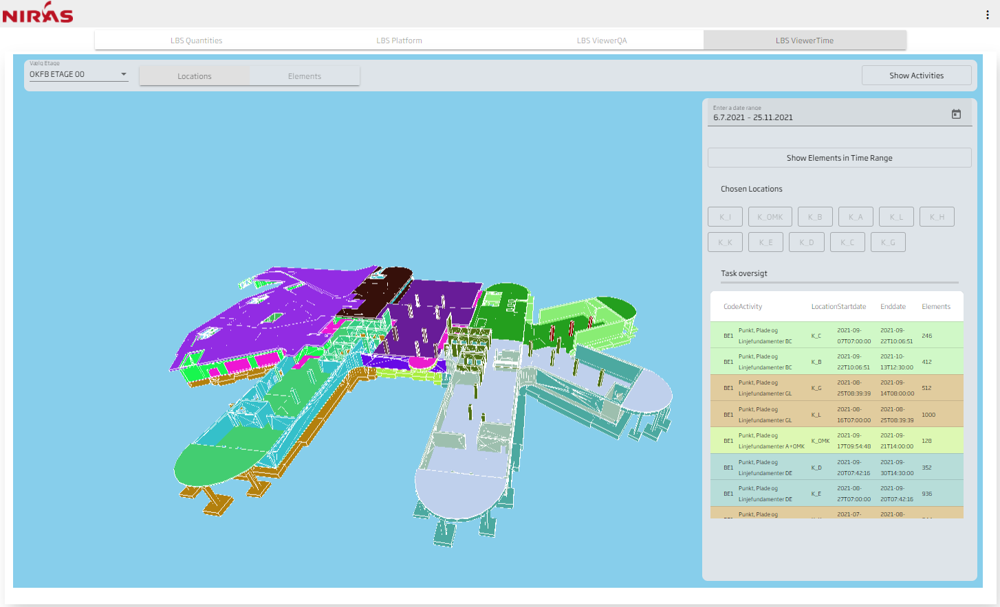 NIRAS
LBS Quantities
LBS Platform
LBS ViewerQA
LBS ViewerTime
Vælg Etage
OKFB ETAGE 00
Locations
Elements
Show Activities
Enter a date range
6.7.2021 – 25.11.2021
Show Elements in Time Range
Chosen Locations
K_I K_OMK K_B K_A K_L K_H
K_K K_E K_D K_C K_G
Task oversigt
Code Activity Location Startdate Enddate Elements
Punkt, Plade og 2021-09- 2021-09-
BE1 K_C 246
Linjefundamenter BC 07T07:00:00 22T10:06:51
Punkt, Plade og 2021-09- 2021-10-
BE1 K_B 412
Linjefundamenter BC 22T10:06:51 13T12:30:00
Punkt, Plade og 2021-08- 2021-09-
BE1 K_G 512
Linjefundamenter GL 25T08:39:39 14T08:00:00
Punkt, Plade og 2021-08- 2021-08-
BE1 K_L 1000
Linjefundamenter GL 16T07:00:00 25T08:39:39
Punkt, Plade og 2021-09- 2021-09-
BE1 K_OMK 128
Linjefundamenter A+OMK 17T09:54:48 21T14:00:00
Punkt, Plade og 2021-09- 2021-09-
BE1 K_D 352
Linjefundamenter DE 20T07:42:16 30T14:30:00
Punkt, Plade og 2021-08- 2021-09-
BE1 K_E 936
Linjefundamenter DE 27T07:00:00 20T07:42:16
Punkt, Plade og 2021-07- 2021-08-